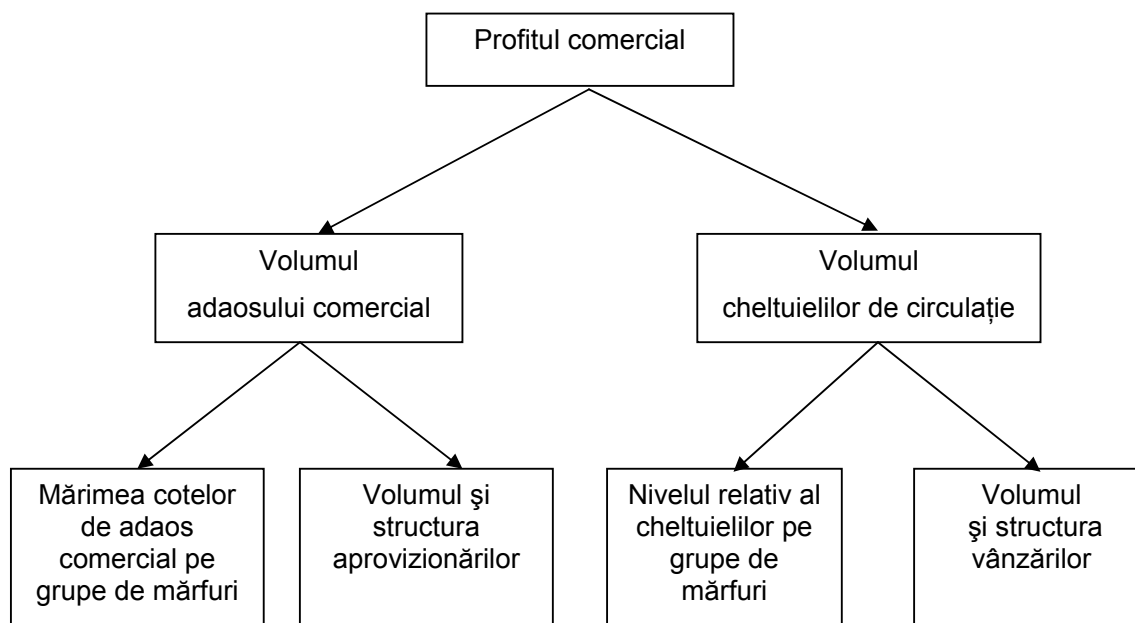 Profitul comercial
Volumul
adaosului comercial
Volumul
cheltuielilor de circulație
Mărimea cotelor
de adaos
comercial pe
grupe de mărfuri
Volumul şi
structura
aprovizionărilor
Nivelul relativ al
cheltuielilor pe
grupe de
mărfuri
Volumul
şi structura
vânzărilor